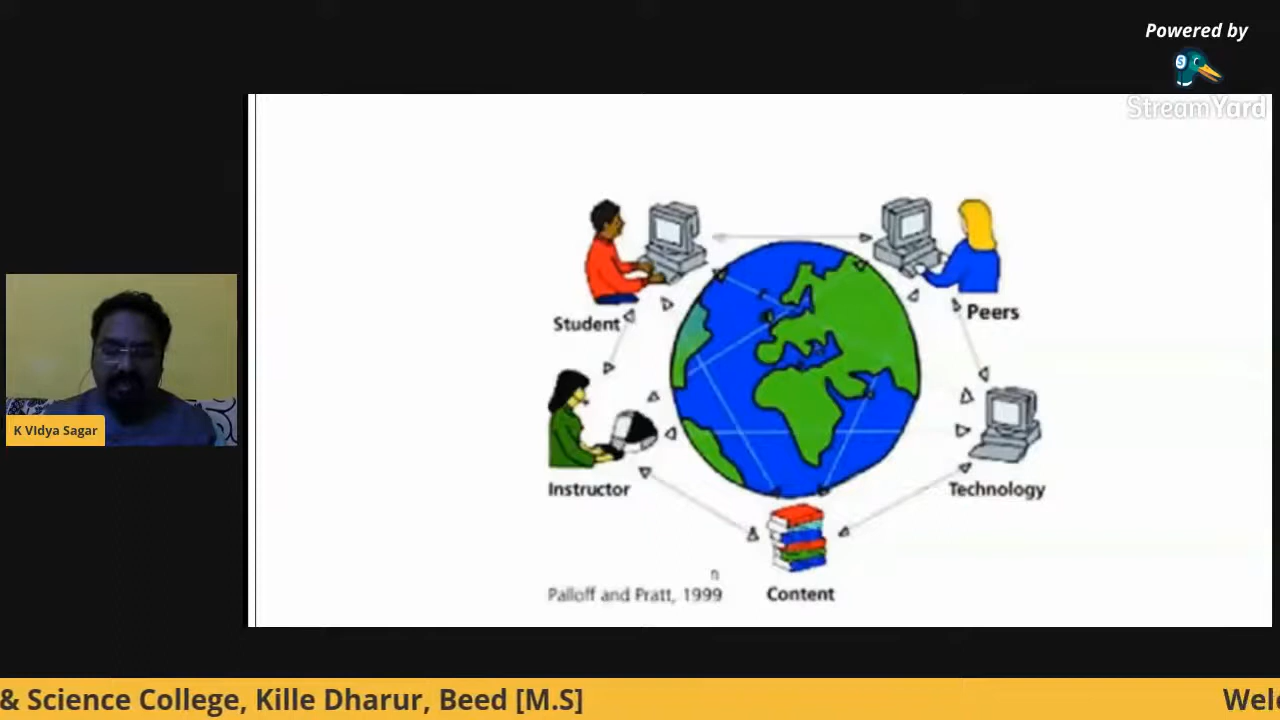 Powered by
StreamYard
Student
Peers
Instructor
Technology
Palloff and Pratt, 1999
Content
K VIdya Sagar
& Science College, Kille Dharur, Beed [M.S]
Welc